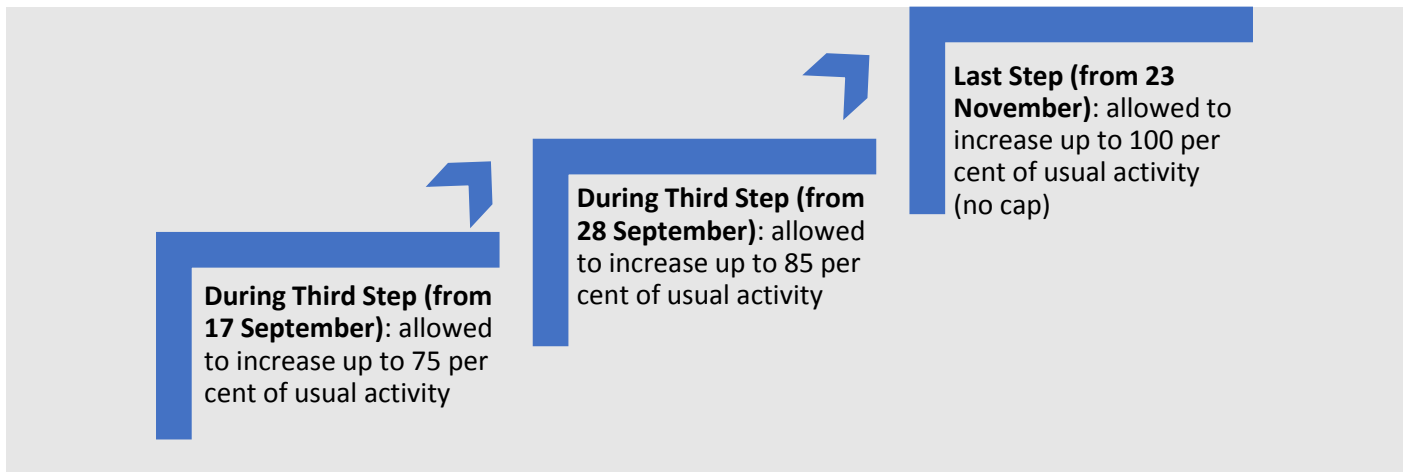 During Third Step (from
17 September): allowed
to increase up to 75 per
cent of usual activity
During Third Step (from
28 September): allowed
to increase up to 85 per
cent of usual activity
Last Step (from 23
November): allowed to
increase up to 100 per
cent of usual activity
(no cap)